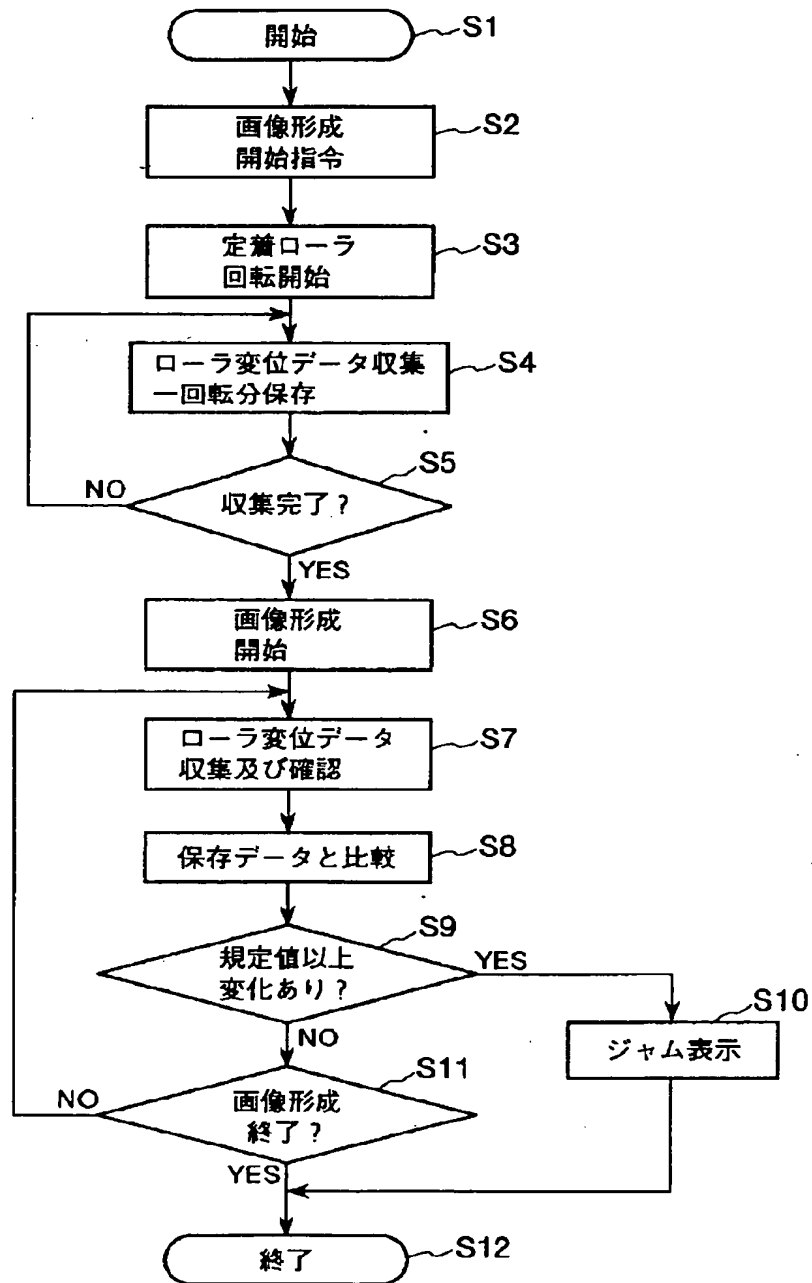 開始
S1
画像形成
開始指令
S2
定着ローラ
回転開始
S3
ローラ変位データ収集
一回転分保存
S4
S5
収集完了？
NO
YES
画像形成
開始
S6
ローラ変位データ
収集及び確認
S7
保存データと比較
S8
S9
規定値以上
変化あり？
YES
NO
S10
ジャム表示
S11
画像形成
終了？
NO
YES
終了
S12